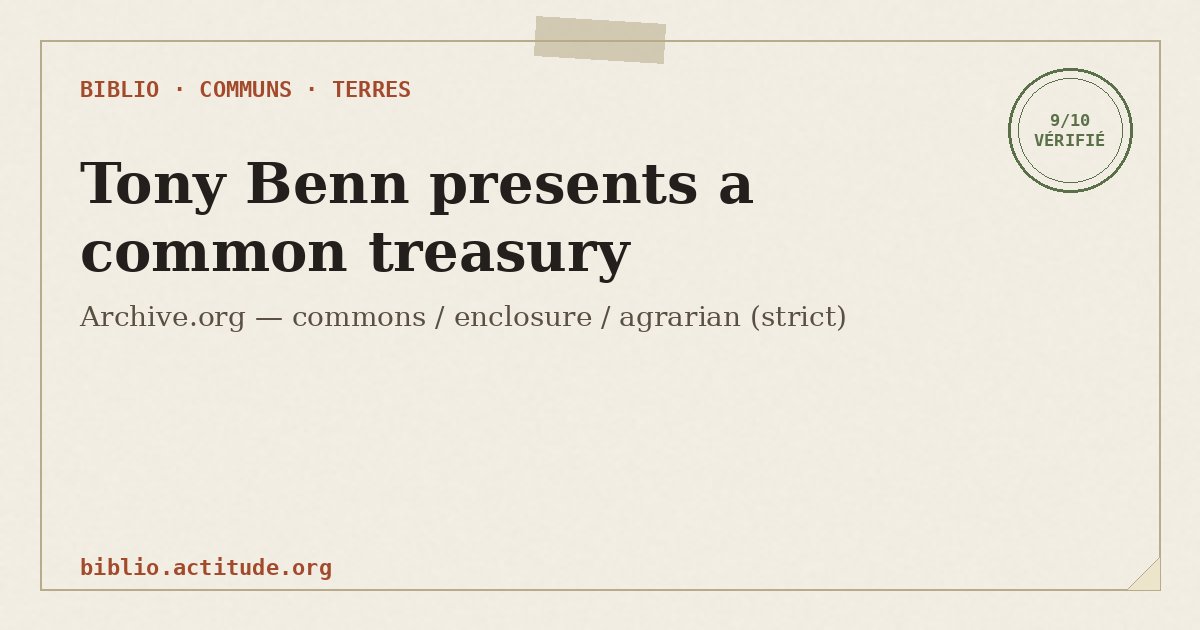 BIBLIO · COMMUNS · TERRES
9/10
VÉRIFIÉ
Tony Benn presents a
common treasury
Archive.org — commons / enclosure / agrarian (strict)
biblio.actitude.org